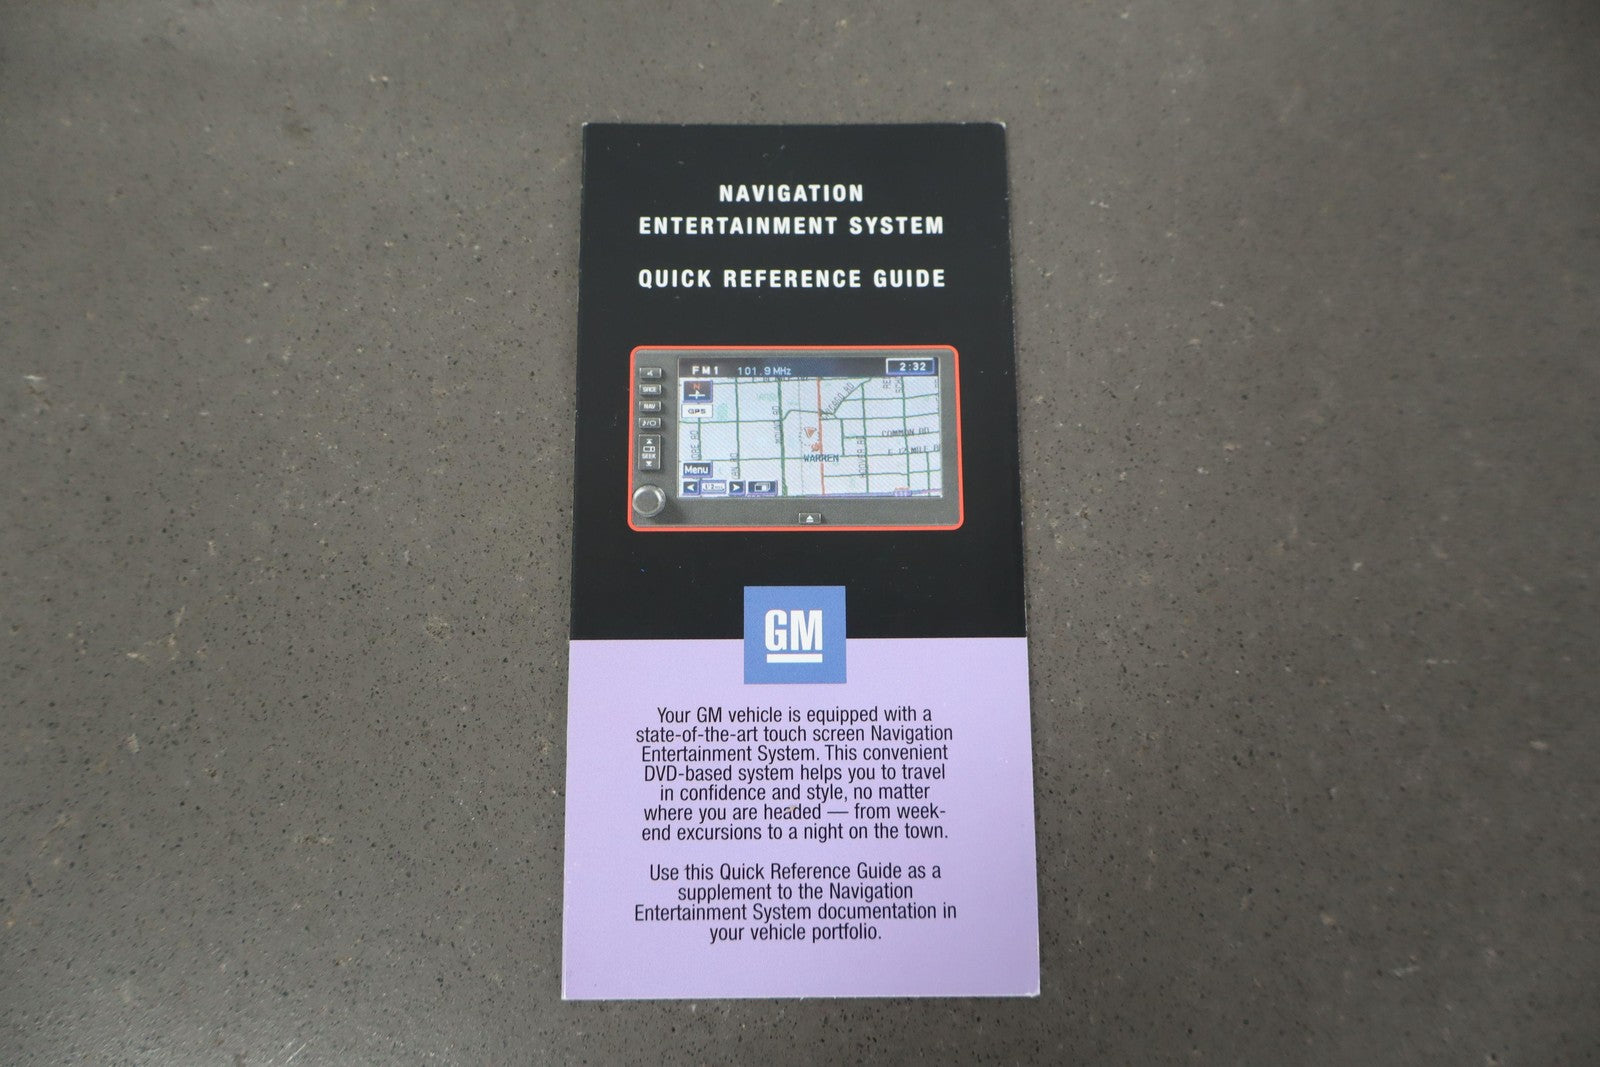 NAVIGATION
ENTERTAINMENT SYSTEM
QUICK REFERENCE GUIDE
FM1 101.9 MHz 2:32
N
GPS
NAV
SEEK
COMMON RD
WARREN
Menu
GM
Your GM vehicle is equipped with a
state-of-the-art touch screen Navigation
Entertainment System. This convenient
DVD-based system helps you to travel
in confidence and style, no matter
where you are headed — from week-
end excursions to a night on the town.
Use this Quick Reference Guide as a
supplement to the Navigation
Entertainment System documentation in
your vehicle portfolio.